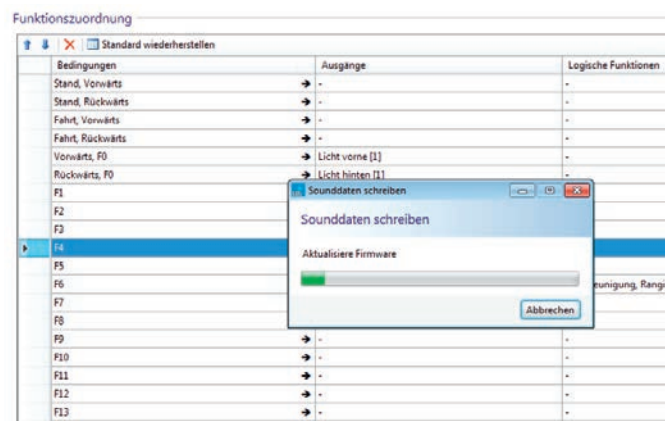 Funktionszuordnung
Standard wiederherstellen
Bedingungen Ausgänge Logische Funktionen
Stand, Vorwärts - -
Stand, Rückwärts - -
Fahrt, Vorwärts - -
Fahrt, Rückwärts - -
Vorwärts, F0 Licht vorne [1] -
Rückwärts, F0 Licht hinten [1] -
F1
F2
F3
F4
F5
F6
F7
F8
Sounddaten schreiben
Sounddaten schreiben
Aktualisiere Firmware
Abbrechen
F9 - -
F10 - -
F11 - -
F12 - -
F13 - -